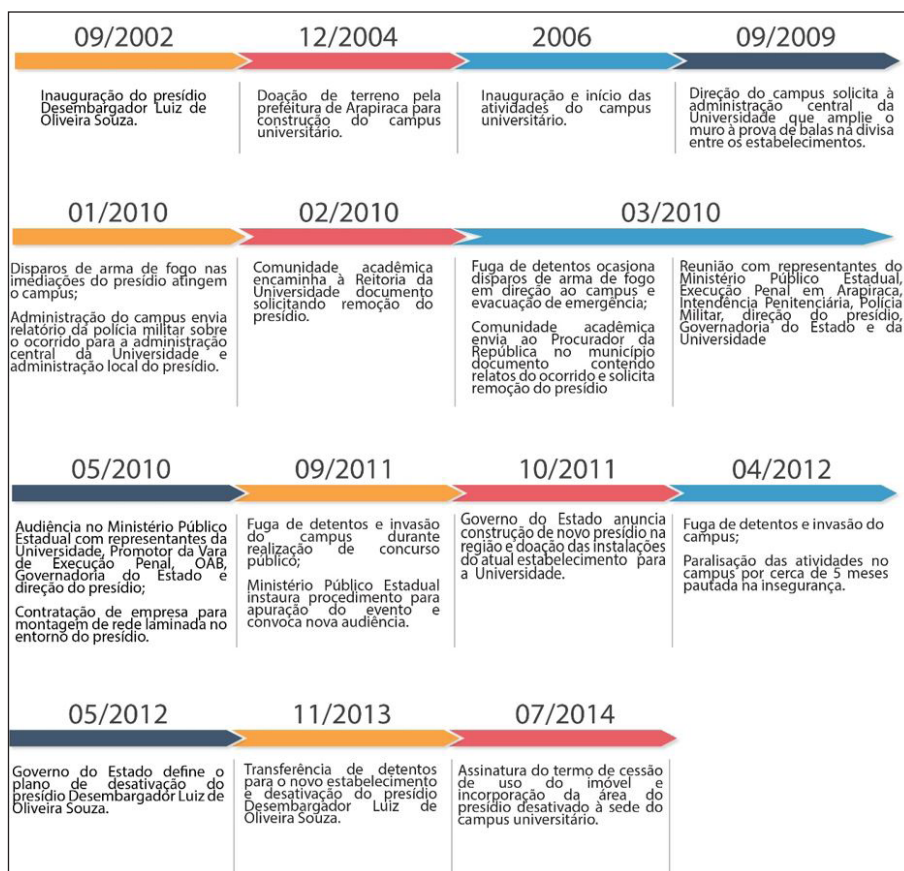 09/2002
Inauguração do presídio
Desembargador Luiz de
Oliveira Souza.
12/2004
Doação de terreno pela
prefeitura de Arapiraca para
construção do campus
universitário.
2006
Inauguração e início das
atividades do campus
universitário.
09/2009
Direção do campus solicita à
administração central da
Universidade que amplie o
muro à prova de balas na divisa
entre os estabelecimentos.
01/2010
Disparos de arma de fogo nas
imediações do presídio atingem
o campus;
Administração do campus envia
relatório da polícia militar sobre
o ocorrido para a administração
central da Universidade e
administração local do presídio.
02/2010
Comunidade acadêmica
encaminha à Reitoria da
Universidade documento
solicitando remoção do
presídio.
03/2010
Fuga de detentos ocasiona
disparos de arma de fogo
em direção ao campus e
evacuação de emergência;
Comunidade acadêmica
envia ao Procurador da
República no município
documento contendo
relatos do ocorrido e solicita
remoção do presídio
Reunião com representantes do
Ministério Público Estadual,
Execução Penal em Arapiraca,
Intendência Penitenciária, Polícia
Militar, direção do presídio,
Governadoria do Estado e da
Universidade
05/2010
Audiência no Ministério Público
Estadual com representantes da
Universidade, Promotor da Vara
de Execução Penal, OAB,
Governadoria do Estado e
direção do presídio;
Contratação de empresa para
montagem de rede laminada no
entorno do presídio.
09/2011
Fuga de detentos e invasão
do campus durante
realização de concurso
público;
Ministério Público Estadual
instaura procedimento para
apuração do evento e
convoca nova audiência.
10/2011
Governo do Estado anuncia
construção de novo presídio na
região e doação das instalações
do atual estabelecimento para
a Universidade.
04/2012
Fuga de detentos e invasão do
campus;
Paralisação das atividades no
campus por cerca de 5 meses
pautada na insegurança.
05/2012
Governo do Estado define o
plano de desativação do
presídio Desembargador Luiz de
Oliveira Souza.
11/2013
Transferência de detentos
para o novo estabelecimento
e desativação do presídio
Desembargador Luiz de
Oliveira Souza.
07/2014
Assinatura do termo de cessão
de uso do imóvel e
incorporação da área do
presídio desativado à sede do
campus universitário.